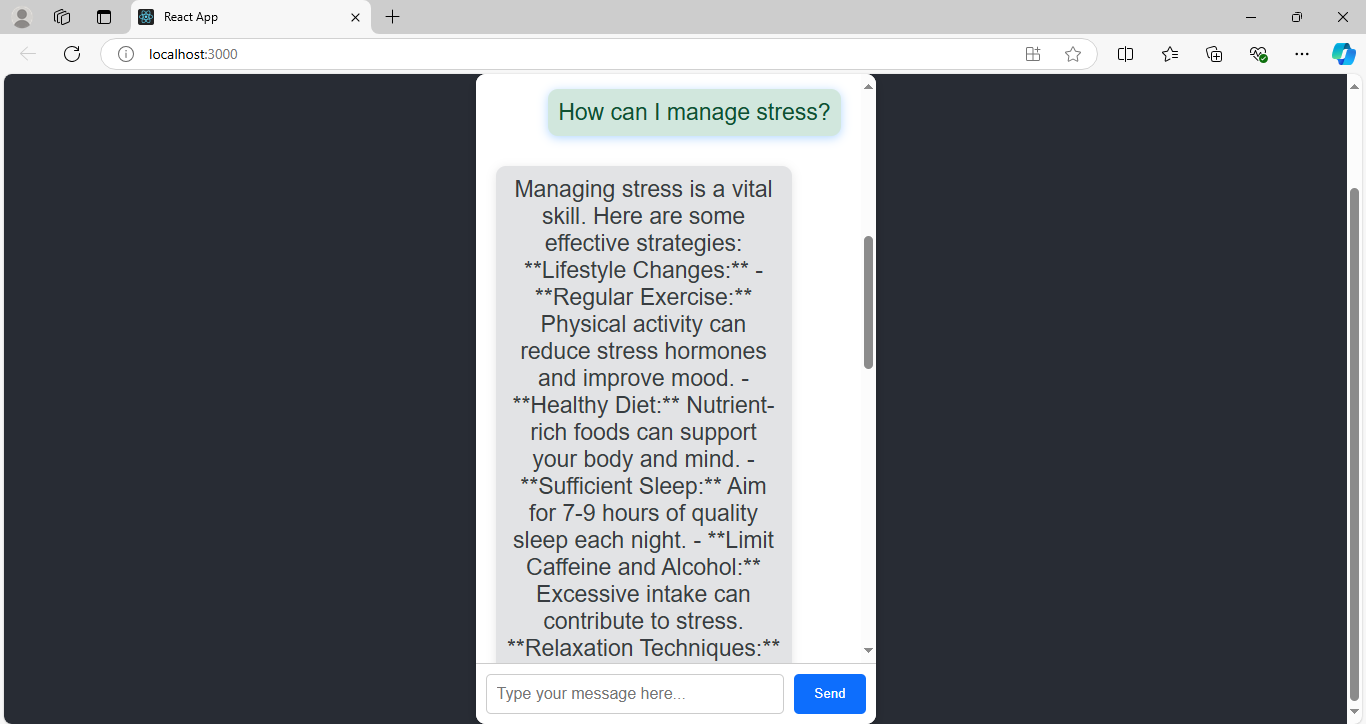 React App
localhost:3000
How can I manage stress?
Managing stress is a vital
skill. Here are some
effective strategies:
**Lifestyle Changes:** -
**Regular Exercise:**
Physical activity can
reduce stress hormones
and improve mood. -
**Healthy Diet:** Nutrient-
rich foods can support
your body and mind. -
**Sufficient Sleep:** Aim
for 7-9 hours of quality
sleep each night. - **Limit
Caffeine and Alcohol:**
Excessive intake can
contribute to stress.
**Relaxation Techniques:**
Type your message here...
Send